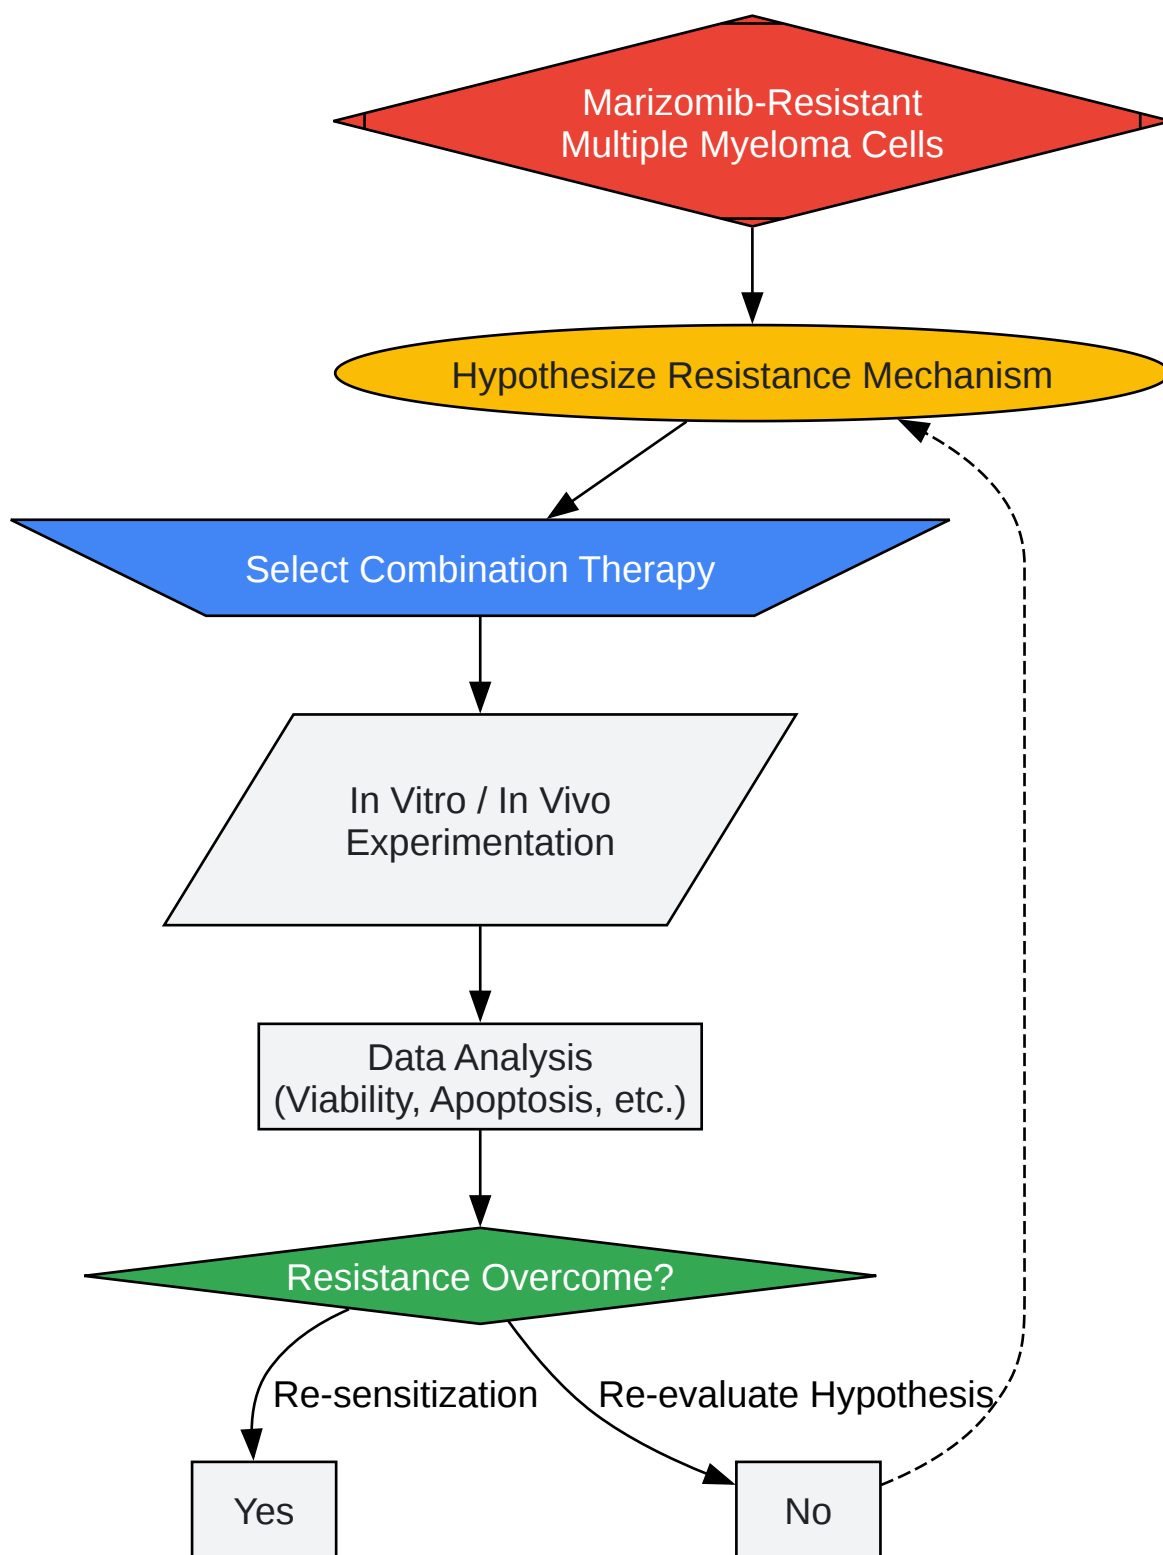 Marizomib-Resistant
Multiple Myeloma Cells
Hypothesize Resistance Mechanism
Select Combination Therapy
In Vitro / In Vivo
Experimentation
Data Analysis
(Viability, Apoptosis, etc.)
Resistance Overcome?
Re-sensitization
Re-evaluate Hypothesis
Yes
No